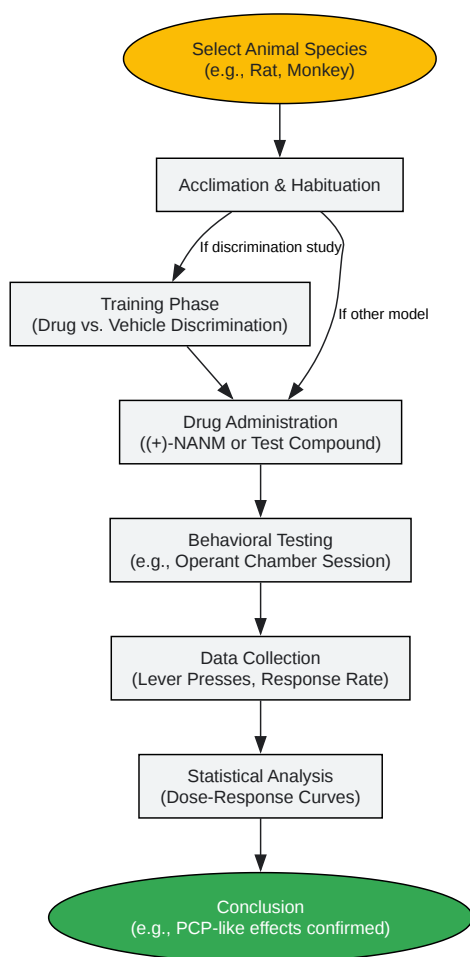 Select Animal Species
(e.g., Rat, Monkey)
Acclimation & Habituation
If discrimination study
Training Phase
(Drug vs. Vehicle Discrimination)
If other model
Drug Administration
((+)-NANM or Test Compound)
Behavioral Testing
(e.g., Operant Chamber Session)
Data Collection
(Lever Presses, Response Rate)
Statistical Analysis
(Dose-Response Curves)
Conclusion
(e.g., PCP-like effects confirmed)